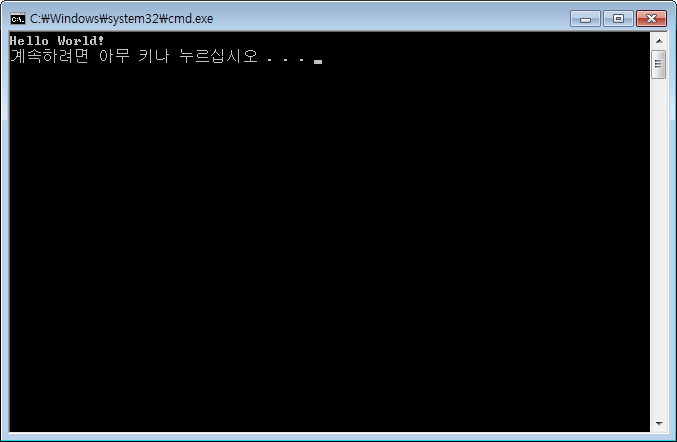 C:₩Windows₩system32₩cmd.exe
Hello World!
계속하려면 아무 키나 누르십시오 . . .